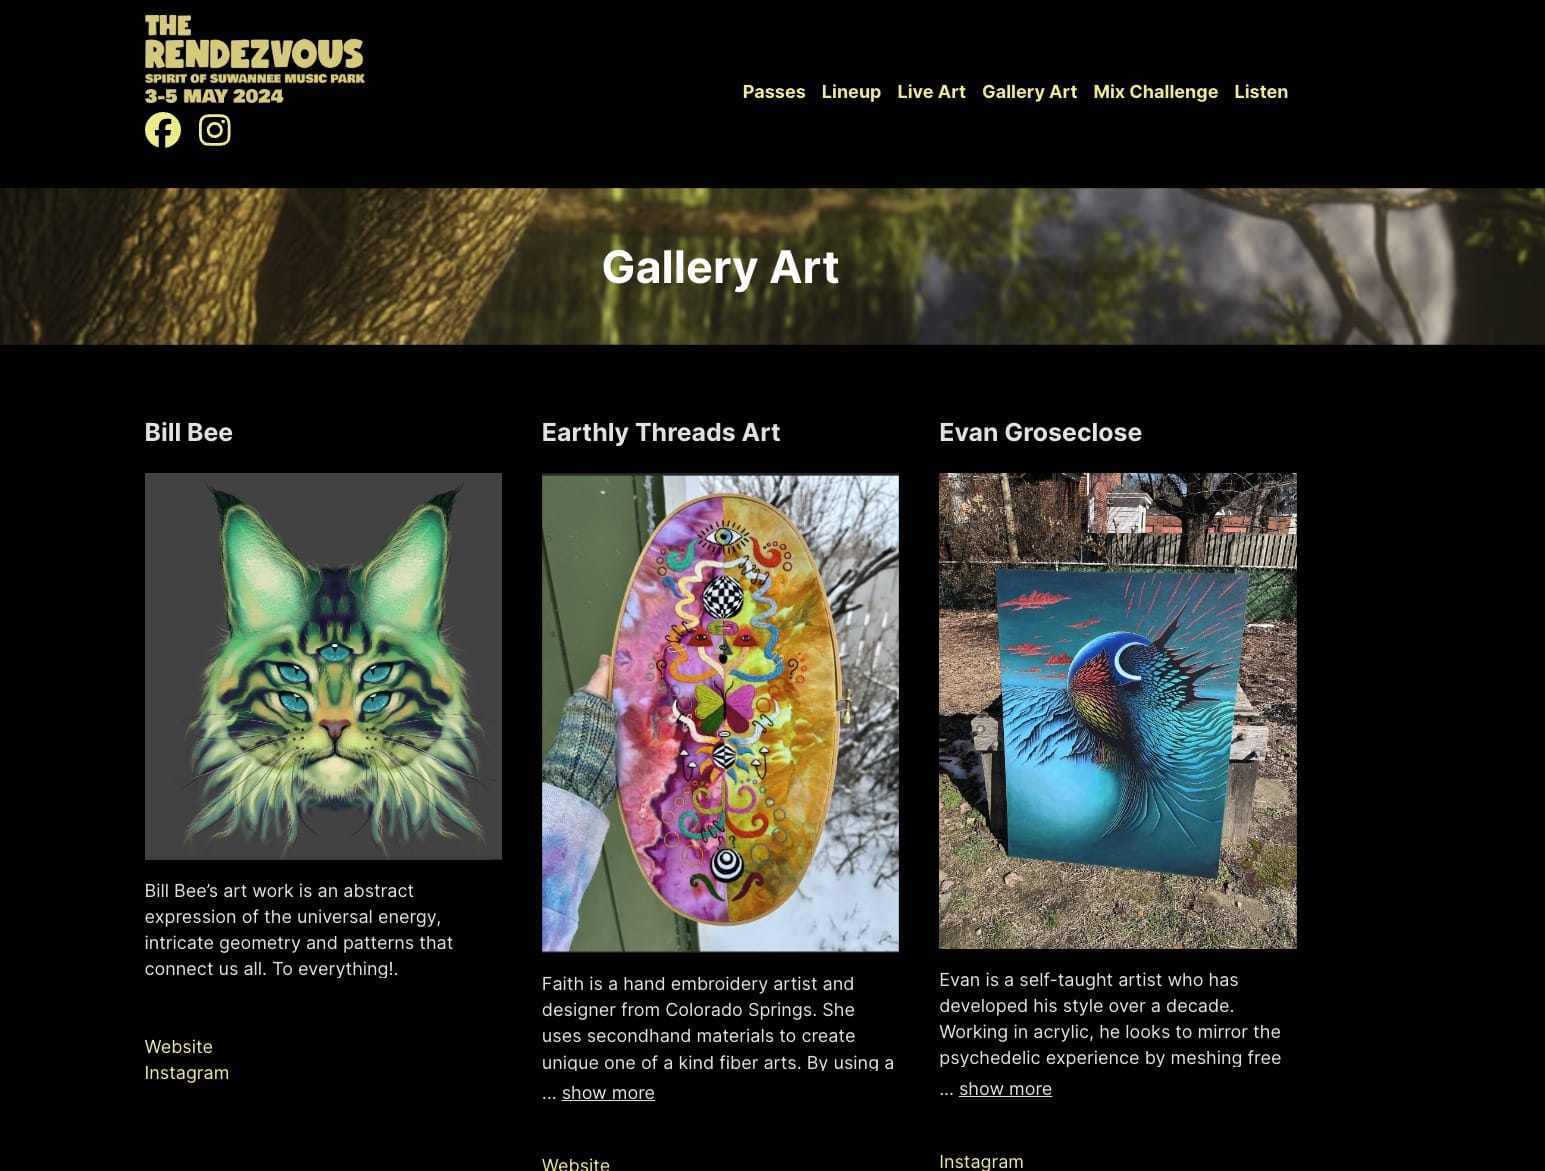 THE
RENDEZVOUS
SPIRIT OF SUWANNEE MUSIC PARK
3-5 MAY 2024
Passes Lineup Live Art Gallery Art Mix Challenge Listen
Gallery Art
Bill Bee
Bill Bee’s art work is an abstract
expression of the universal energy,
intricate geometry and patterns that
connect us all. To everything!.
Website
Instagram
Earthly Threads Art
Faith is a hand embroidery artist and
designer from Colorado Springs. She
uses secondhand materials to create
unique one of a kind fiber arts. By using a
... show more
Website
Evan Groseclose
Evan is a self-taught artist who has
developed his style over a decade.
Working in acrylic, he looks to mirror the
psychedelic experience by meshing free
... show more
Instagram